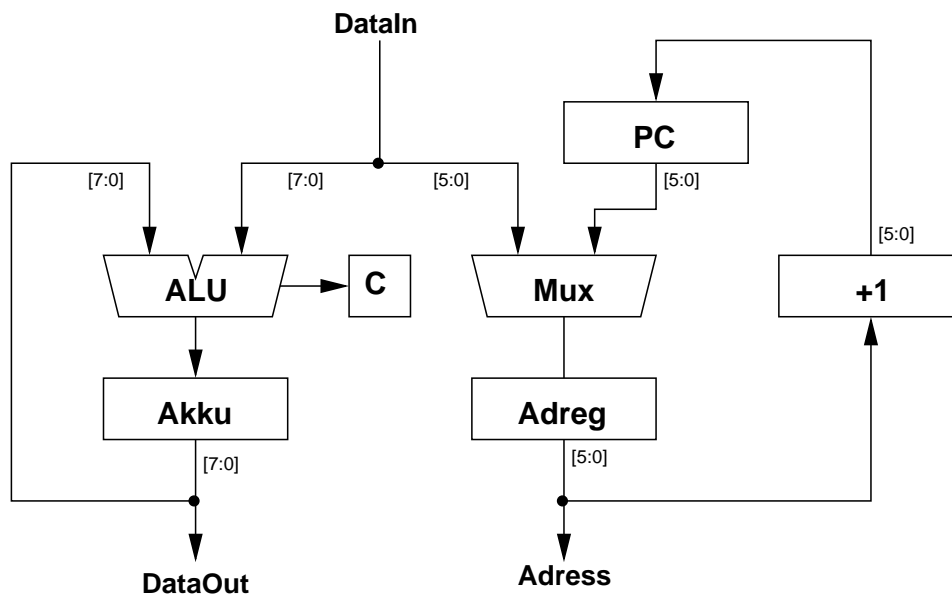 DataIn
PC
[7:0]
[7:0]
[5:0]
[5:0]
[5:0]
ALU
C
Mux
+1
Akku
Adreg
[7:0]
[5:0]
DataOut
Adress